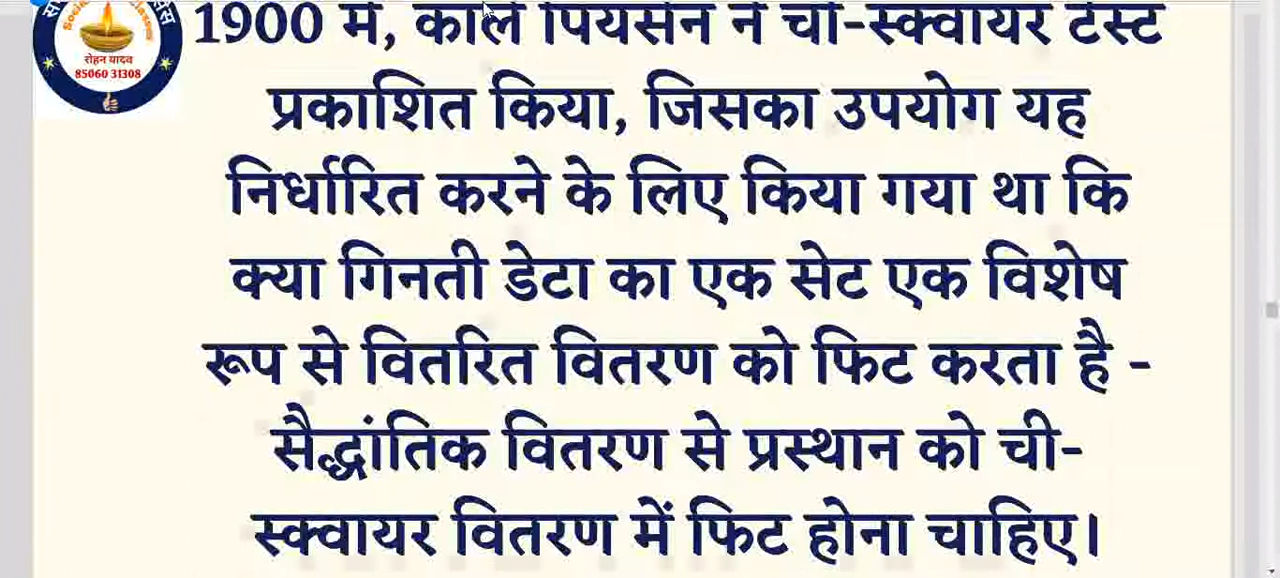 रोहन यादव
85060 31308
1900 में, कार्ल पियर्सन ने ची-स्क्वायर टेस्ट
प्रकाशित किया, जिसका उपयोग यह
निर्धारित करने के लिए किया गया था कि
क्या गिनती डेटा का एक सेट एक विशेष
रूप से वितरित वितरण को फिट करता है -
सैद्धांतिक वितरण से प्रस्थान को ची-
स्क्वायर वितरण में फिट होना चाहिए।